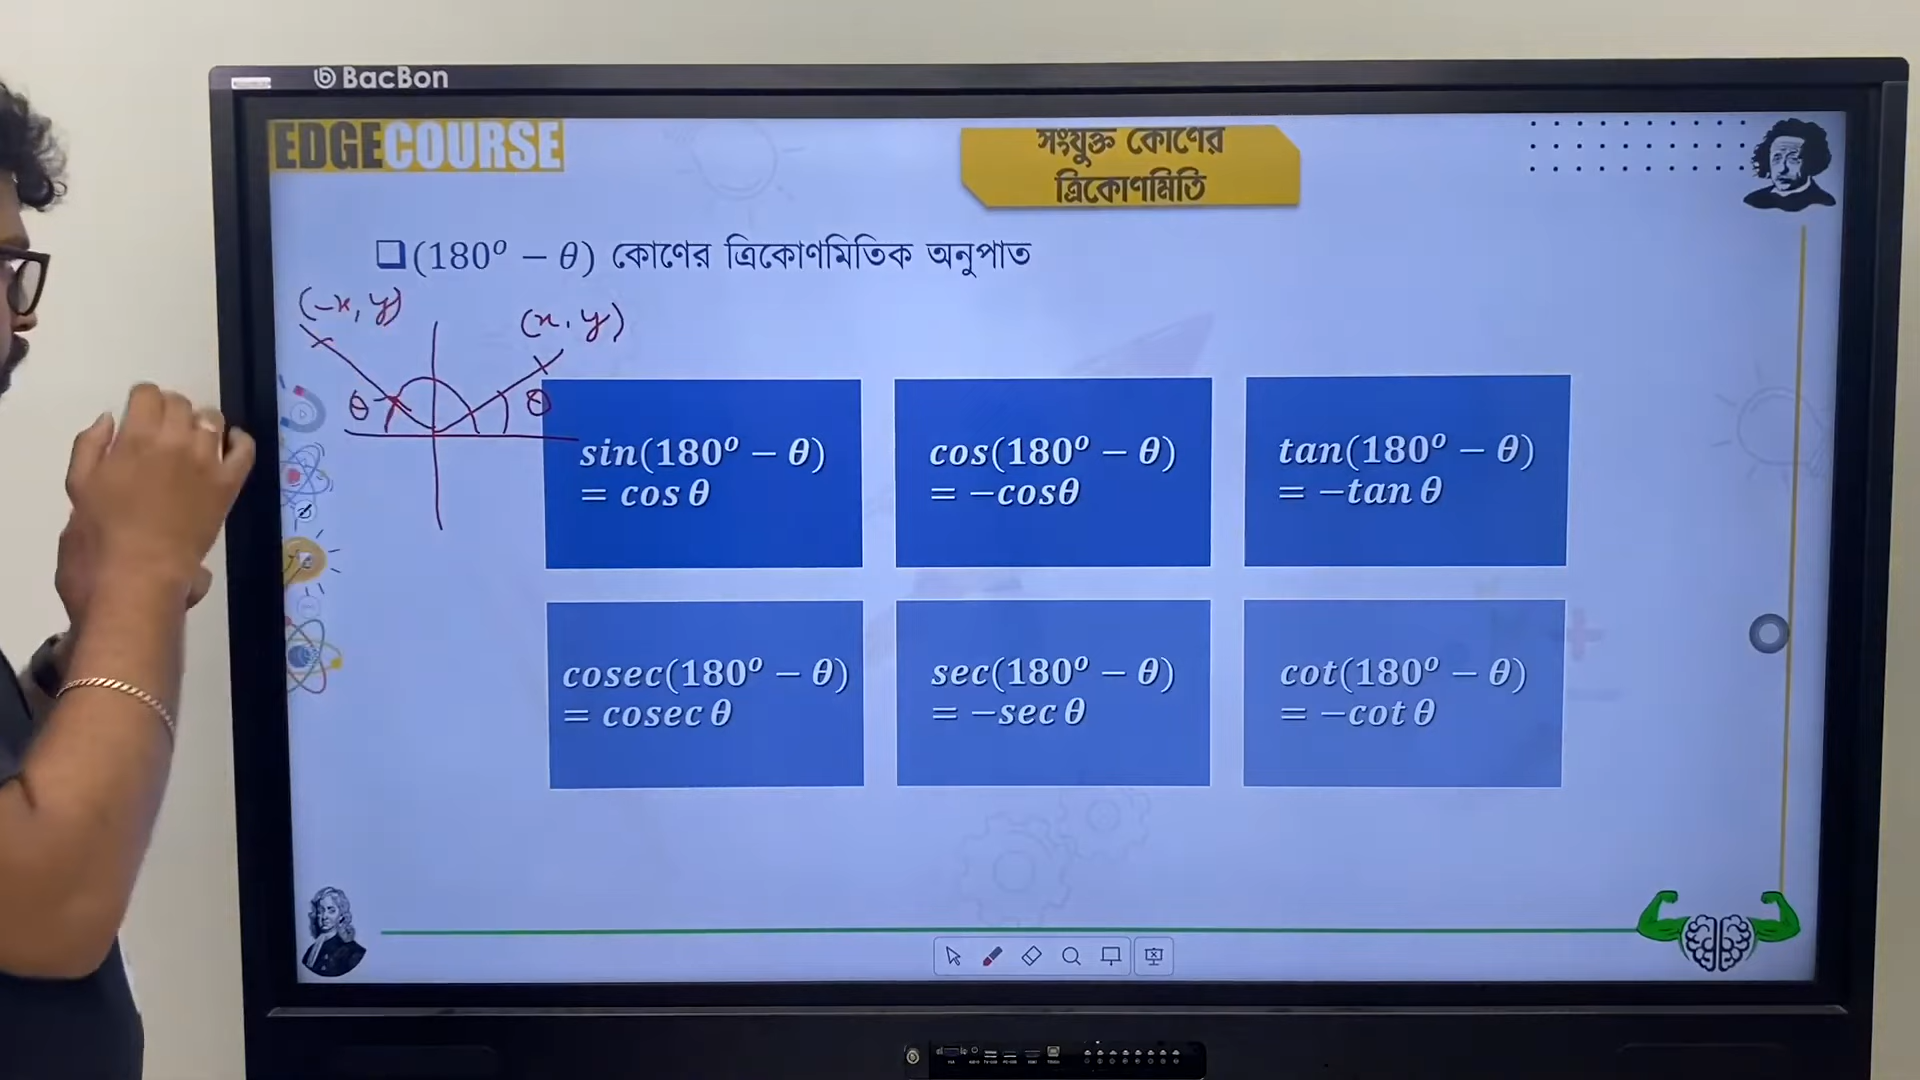 BacBon
EDGECOURSE
সংযুক্ত কোণের
ত্রিকোণমিতি
(180° − θ) কোণের ত্রিকোণমিতিক অনুপাত
(-x, y)
(x, y)
θ
θ
sin(180° − θ)
= cos θ
cos(180° − θ)
= −cosθ
tan(180° − θ)
= −tan θ
cosec(180° − θ)
= cosec θ
sec(180° − θ)
= −sec θ
cot(180° − θ)
= −cot θ